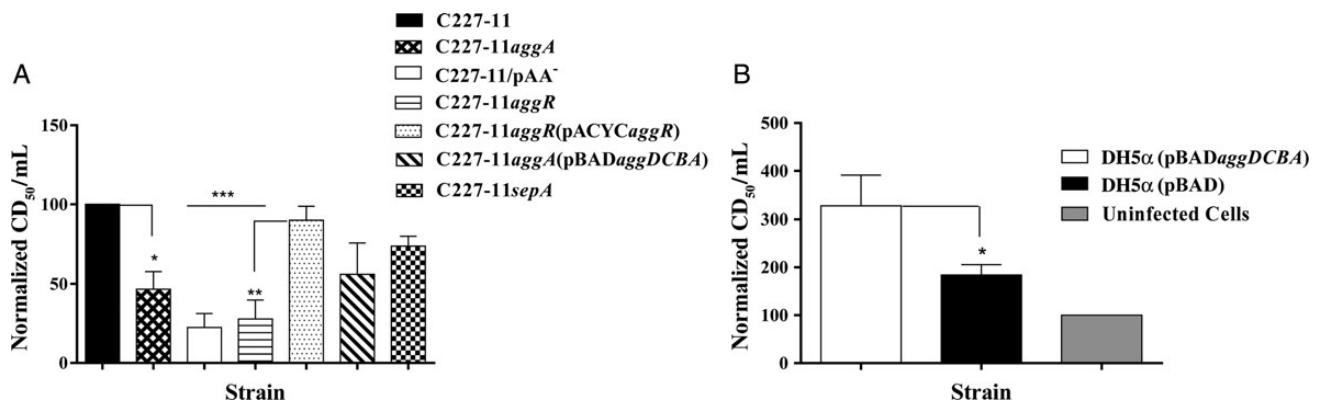 A
C227-11
C227-11aggA
C227-11/pAA⁻
C227-11aggR
C227-11aggR(pACYCaggR)
C227-11aggA(pBADaggDCBA)
C227-11sepA
Normalized CD₅₀/mL
150
100
50
0
*
***
**
Strain
B
DH5α (pBADaggDCBA)
DH5α (pBAD)
Uninfected Cells
Normalized CD₅₀/mL
500
400
300
200
100
0
*
Strain